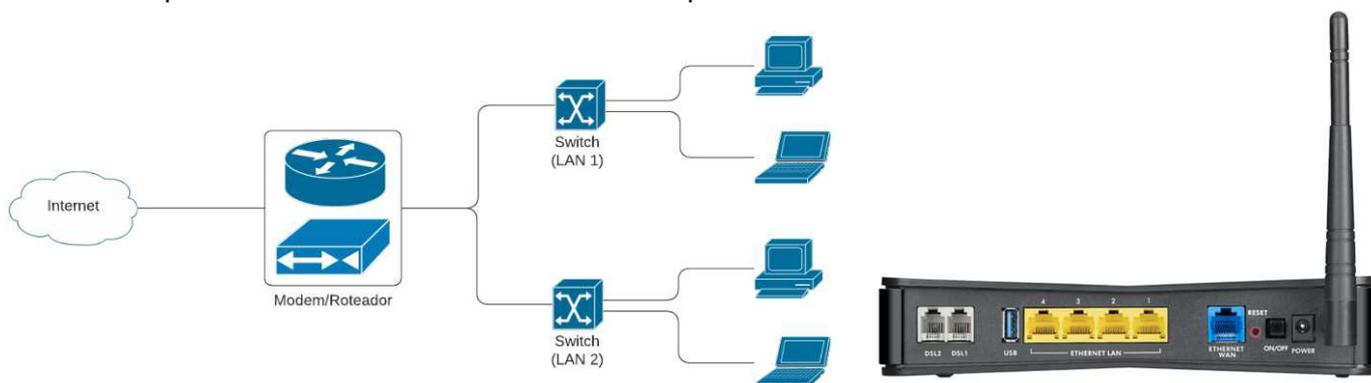 Internet
Modem/Roteador
Switch
(LAN 1)
Switch
(LAN 2)
DSL2 DSL1
USB
4 3 2 1
ETHERNET LAN
ETHERNET
WAN
RESET
ON/OFF
POWER